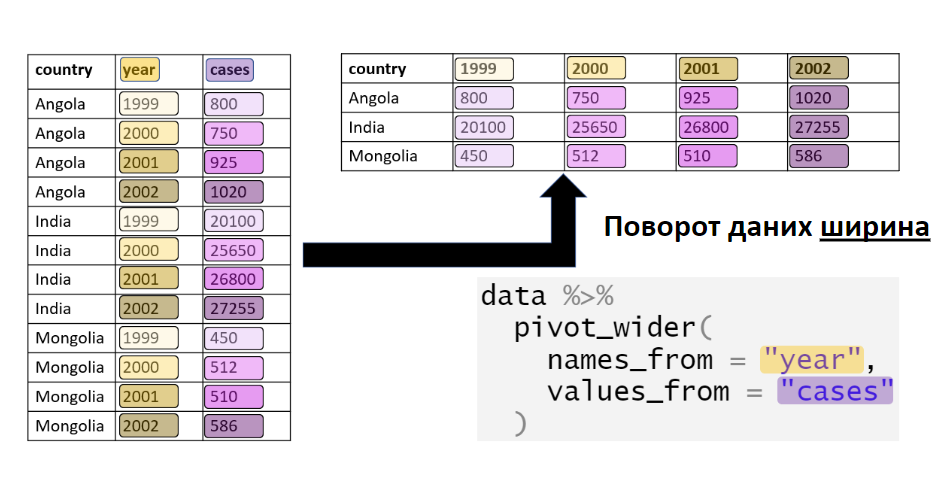 country year cases
Angola 1999 800
Angola 2000 750
Angola 2001 925
Angola 2002 1020
India 1999 20100
India 2000 25650
India 2001 26800
India 2002 27255
Mongolia 1999 450
Mongolia 2000 512
Mongolia 2001 510
Mongolia 2002 586
country 1999 2000 2001 2002
Angola 800 750 925 1020
India 20100 25650 26800 27255
Mongolia 450 512 510 586
Поворот даних ширина
data %>%
pivot_wider(
names_from = "year",
values_from = "cases"
)